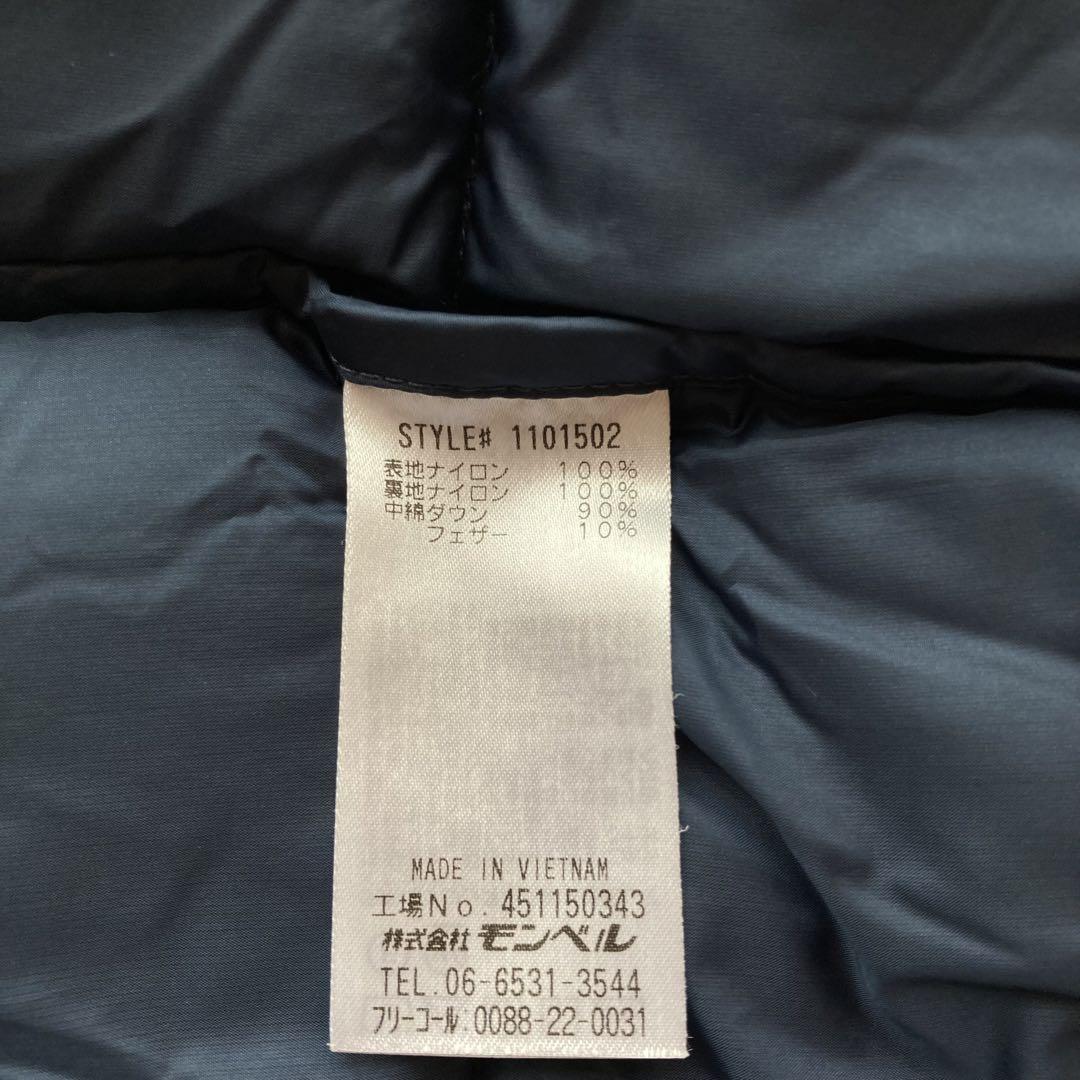 STYLE# 1101502
表地ナイロン 100%
裏地ナイロン 100%
中綿ダウン 90%
フェザー 10%
MADE IN VIETNAM
工場No. 451150343
株式会社 モンベル
TEL.06-6531-3544
フリーコール:0088-22-0031